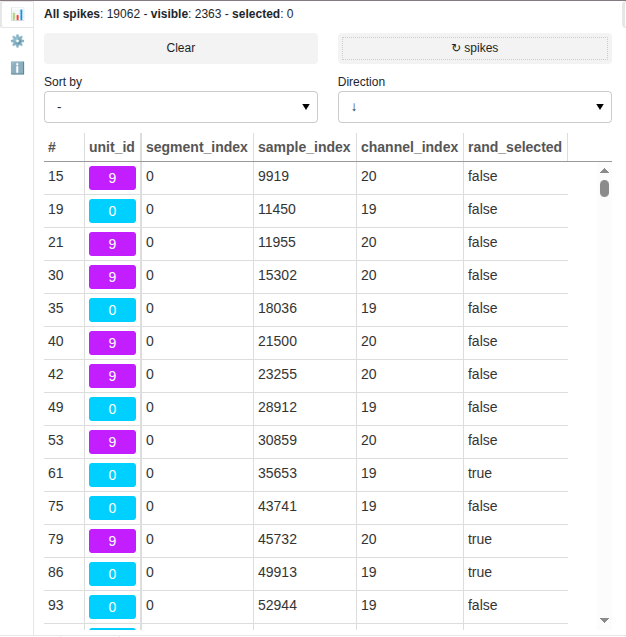 All spikes: 19062 - visible: 2363 - selected: 0
Clear
↻ spikes
Sort by
Direction
-
↓
# unit_id segment_index sample_index channel_index rand_selected
15 9 0 9919 20 false
19 0 0 11450 19 false
21 9 0 11955 20 false
30 9 0 15302 20 false
35 0 0 18036 19 false
40 9 0 21500 20 false
42 9 0 23255 20 false
49 0 0 28912 19 false
53 9 0 30859 20 false
61 0 0 35653 19 true
75 0 0 43741 19 false
79 9 0 45732 20 true
86 0 0 49913 19 true
93 0 0 52944 19 false